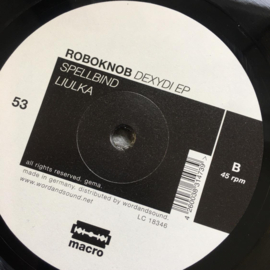 ROBOKNOB DEXYDI EP
SPELLBIND
LIULKA
53
B
45 rpm
all rights reserved. gema.
made in germany. distributed by wordandsound.
www.wordandsound.net
LC 18346
macro